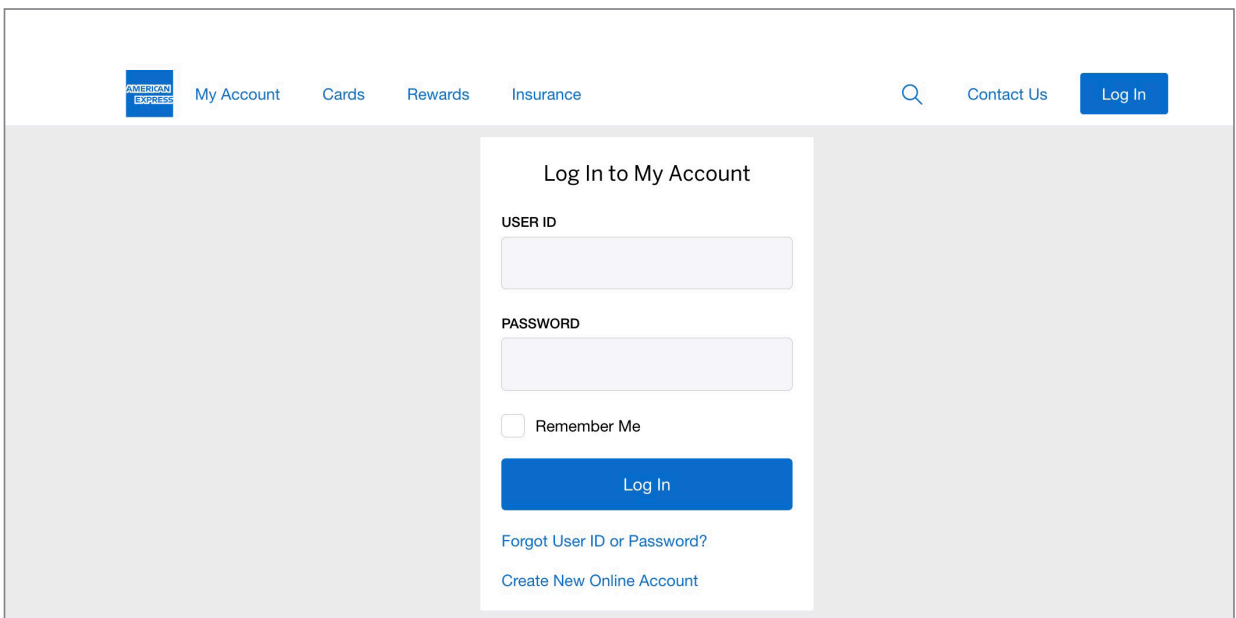 AMERICAN
EXPRESS
My Account Cards Rewards Insurance Contact Us Log In
Log In to My Account
USER ID
PASSWORD
Remember Me
Log In
Forgot User ID or Password?
Create New Online Account